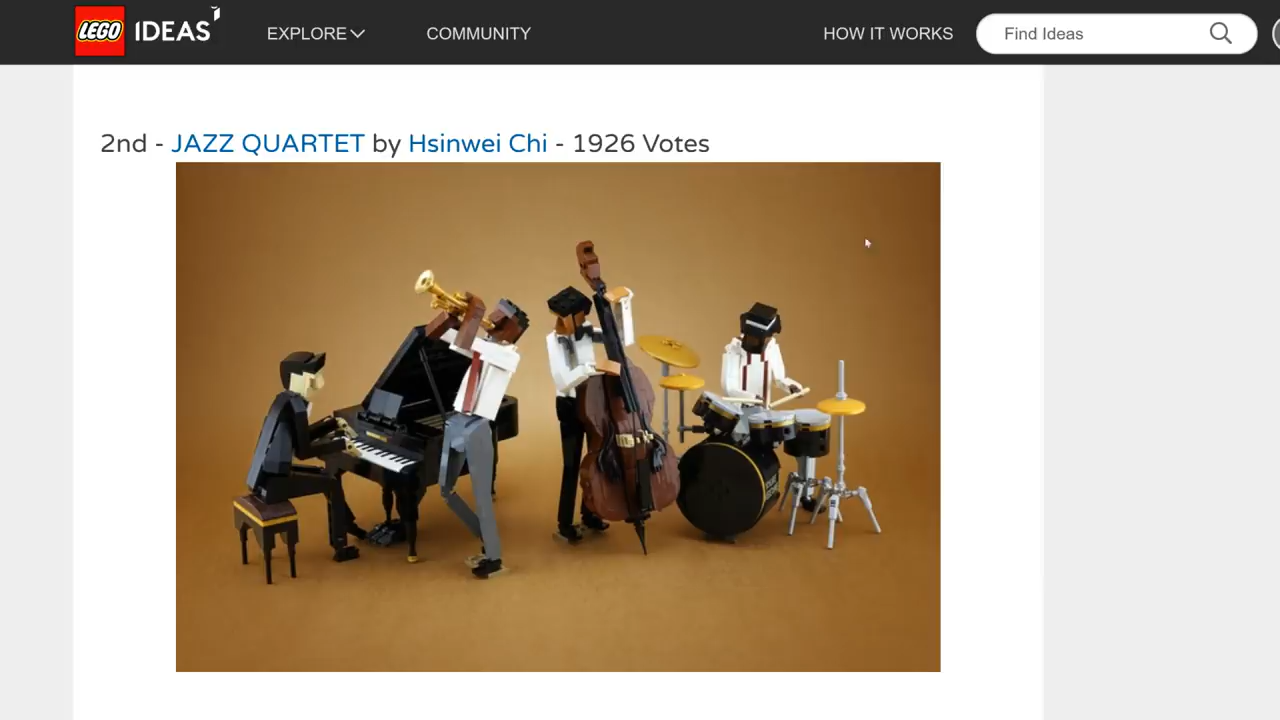 LEGO IDEAS EXPLORE COMMUNITY HOW IT WORKS Find Ideas
2nd - JAZZ QUARTET by Hsinwei Chi - 1926 Votes